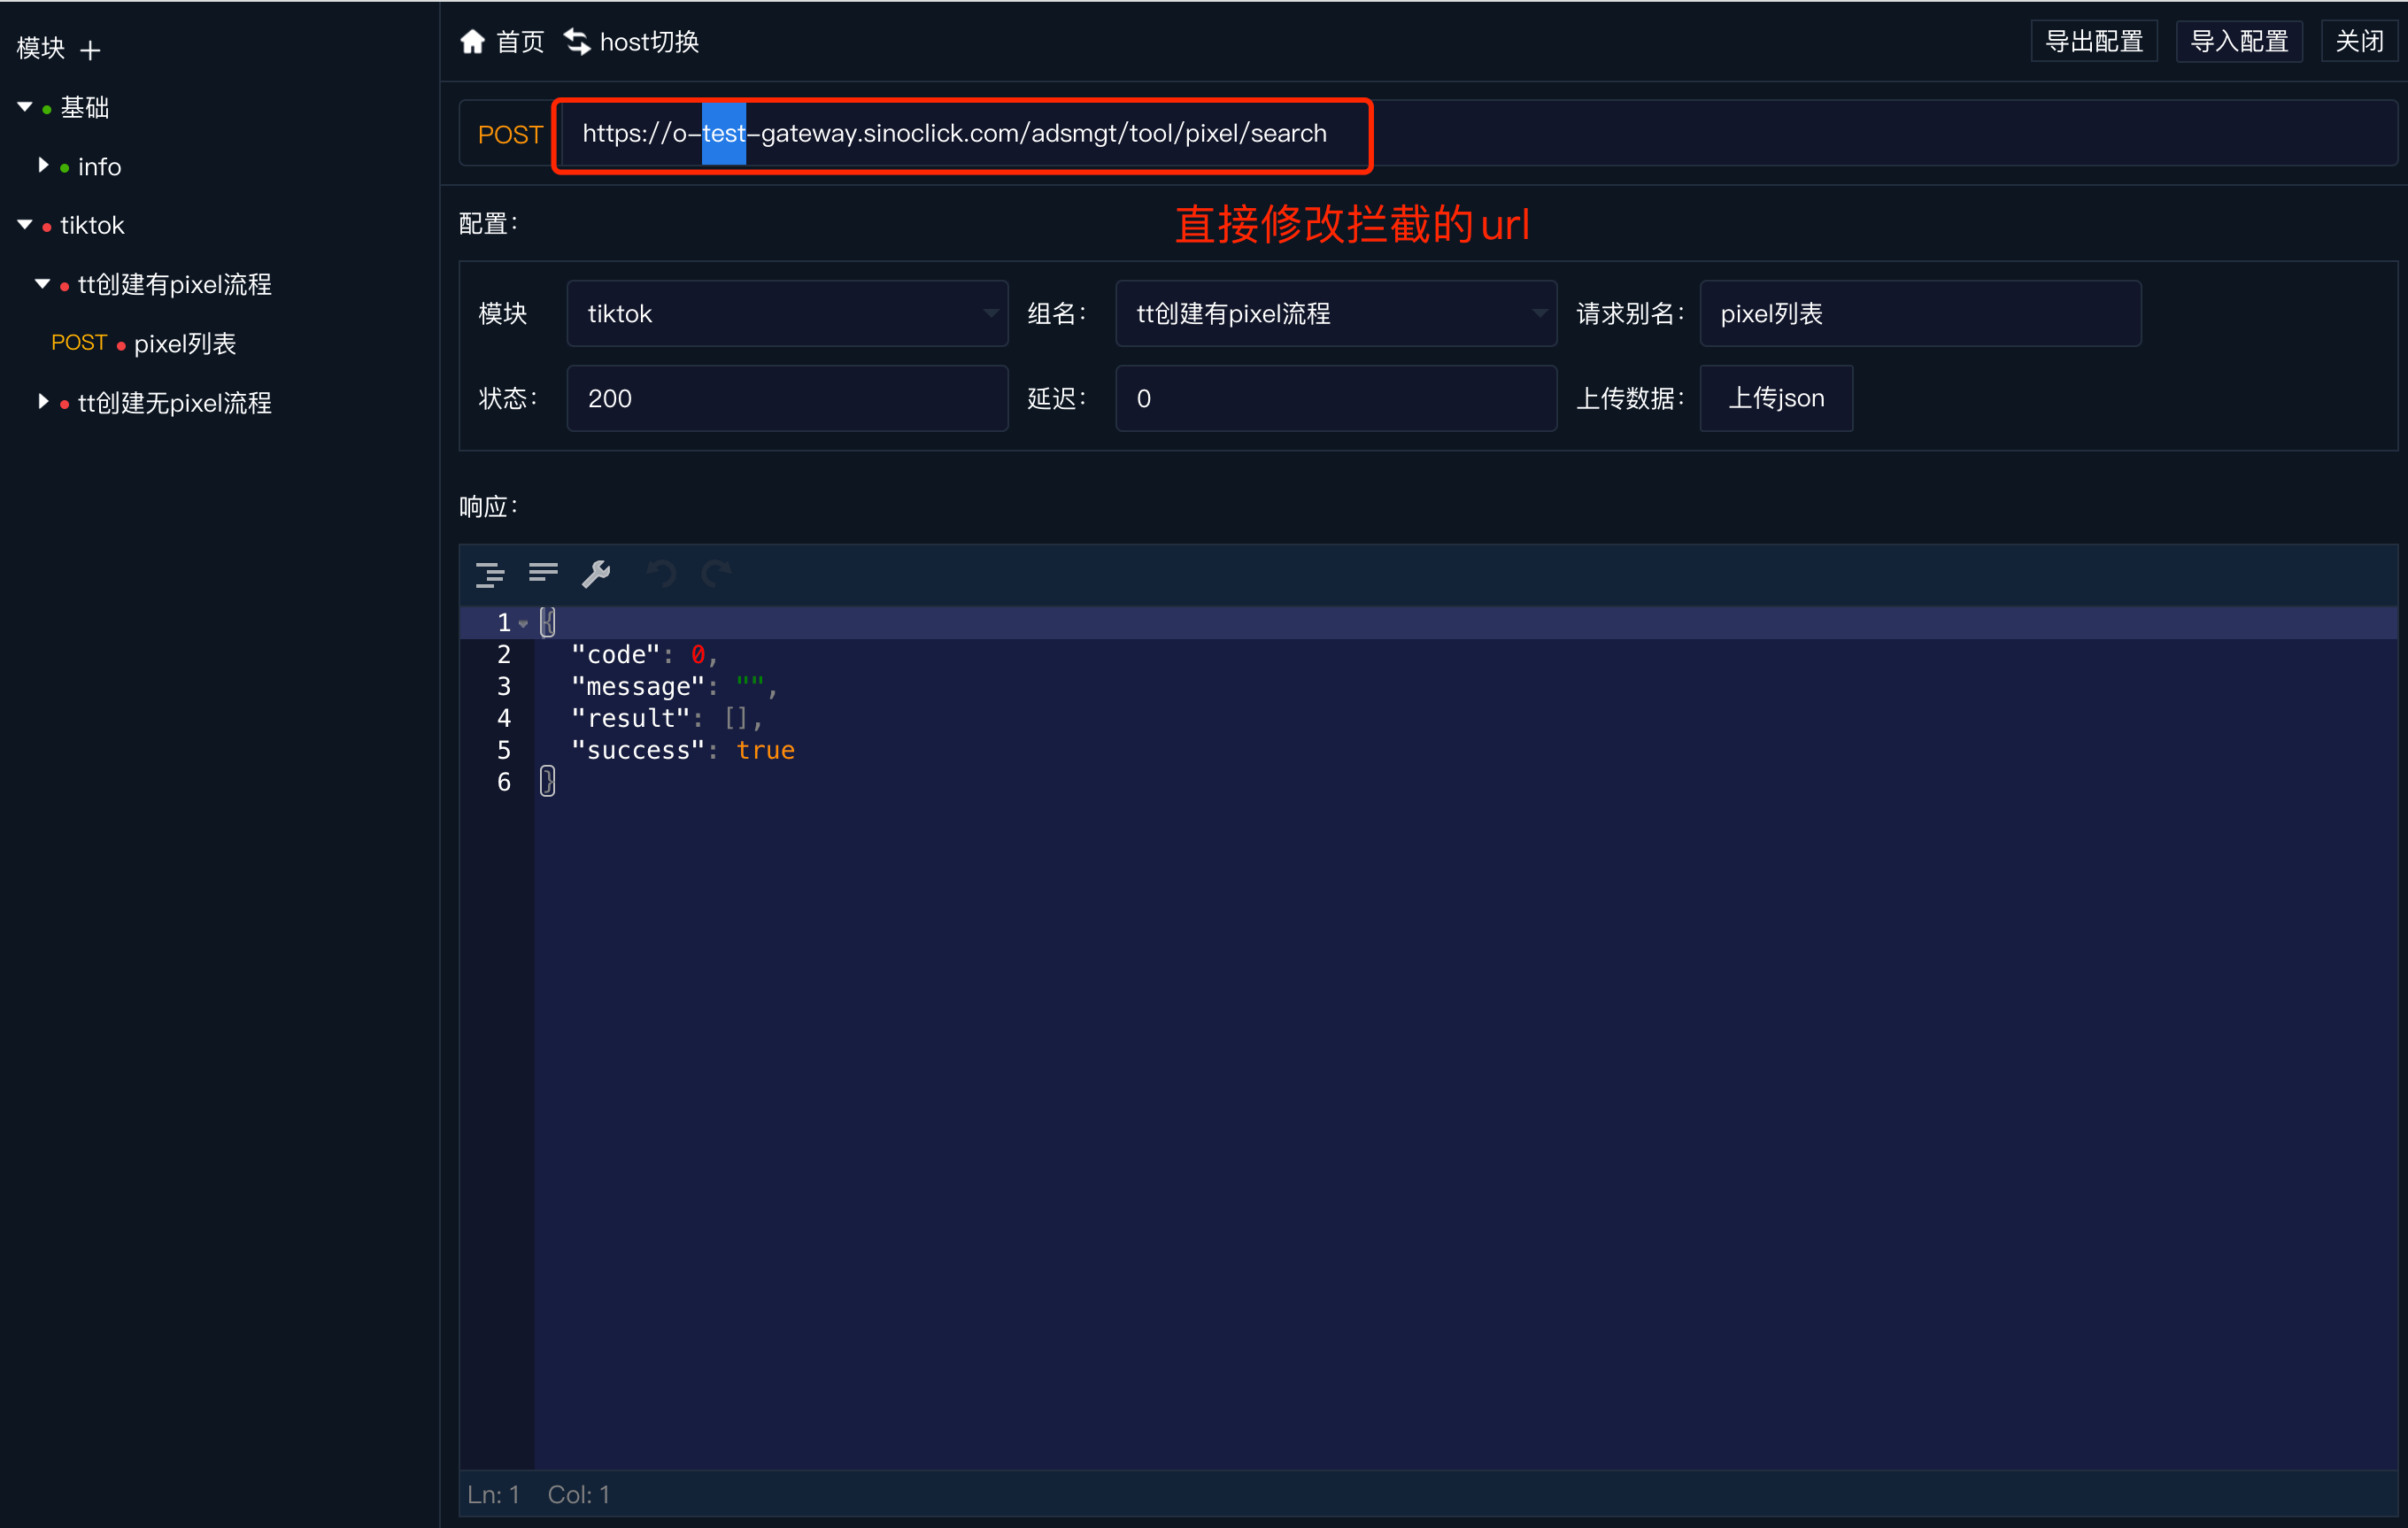 模块 +
基础
info
tiktok
tt创建有pixel流程
POST pixel列表
tt创建无pixel流程
首页 host切换 导出配置 导入配置 关闭
POST https://o-test-gateway.sinoclick.com/adsmgt/tool/pixel/search
配置：
直接修改拦截的url
模块 tiktok 组名： tt创建有pixel流程 请求别名： pixel列表
状态： 200 延迟： 0 上传数据： 上传json
响应：
1 {
2 "code": 0,
3 "message": "",
4 "result": [],
5 "success": true
6 }
Ln: 1 Col: 1